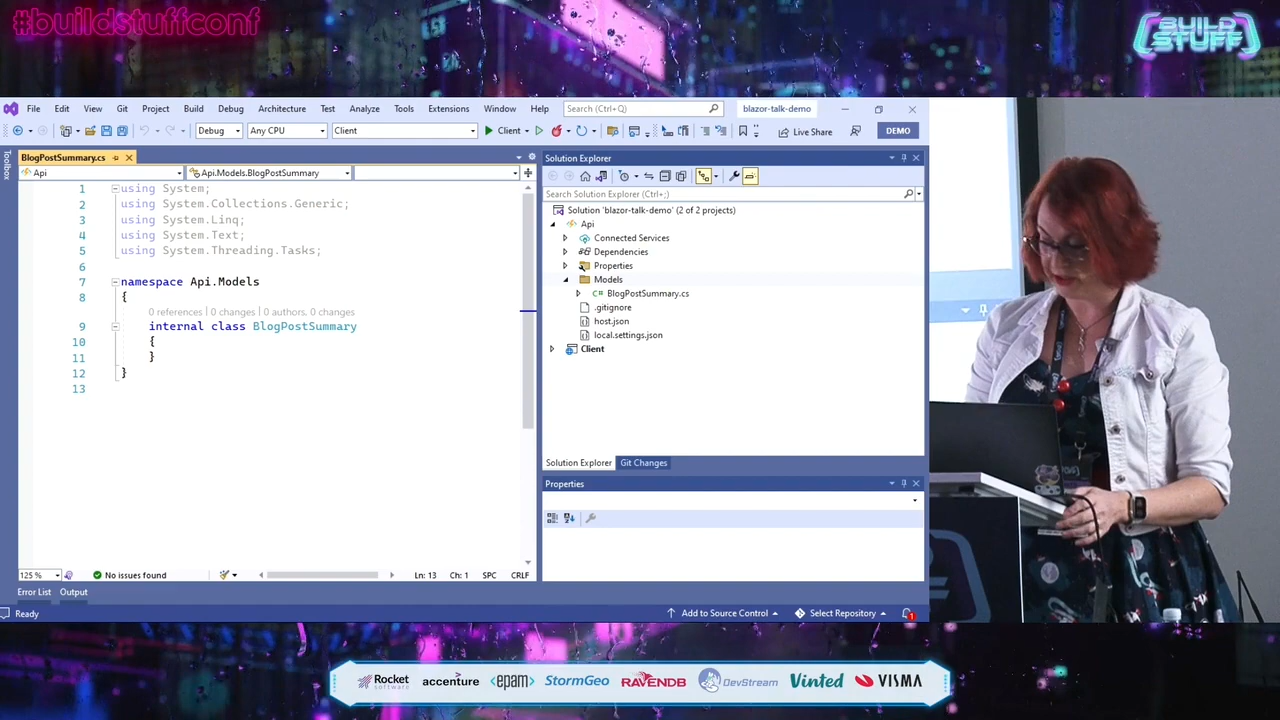 #buildstuffconf
BUILD STUFF
File Edit View Git Project Build Debug Architecture Test Analyze Tools Extensions Window Help Search (Ctrl+Q) blazor-talk-demo
Debug Any CPU Client Client Live Share DEMO
Toolbox
BlogPostSummary.cs
Api Api.Models.BlogPostSummary
1 using System;
2 using System.Collections.Generic;
3 using System.Linq;
4 using System.Text;
5 using System.Threading.Tasks;
6
7 namespace Api.Models
8 {
0 references | 0 changes | 0 authors, 0 changes
9 internal class BlogPostSummary
10 {
11 }
12 }
13
125 % No issues found Ln: 13 Ch: 1 SPC CRLF
Solution Explorer
Search Solution Explorer (Ctrl+;)
Solution 'blazor-talk-demo' (2 of 2 projects)
Api
Connected Services
Dependencies
Properties
Models
C# BlogPostSummary.cs
.gitignore
host.json
local.settings.json
Client
Solution Explorer Git Changes
Properties
Error List Output
Ready Add to Source Control Select Repository 1
Rocket software accenture <epam> StormGeo RAVENDB DevStream Vinted VISMA